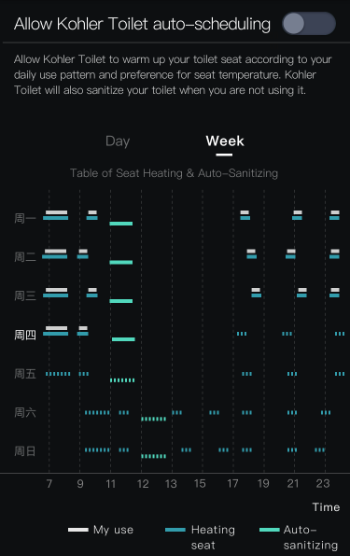 Allow Kohler Toilet auto-scheduling
Allow Kohler Toilet to warm up your toilet seat according to your
daily use pattern and preference for seat temperature. Kohler
Toilet will also sanitize your toilet when you are not using it.
Day Week
Table of Seat Heating & Auto-Sanitizing
周一
周二
周三
周四
周五
周六
周日
7 9 11 12 13 15 17 19 21 23
Time
My use Heating seat Auto-sanitizing